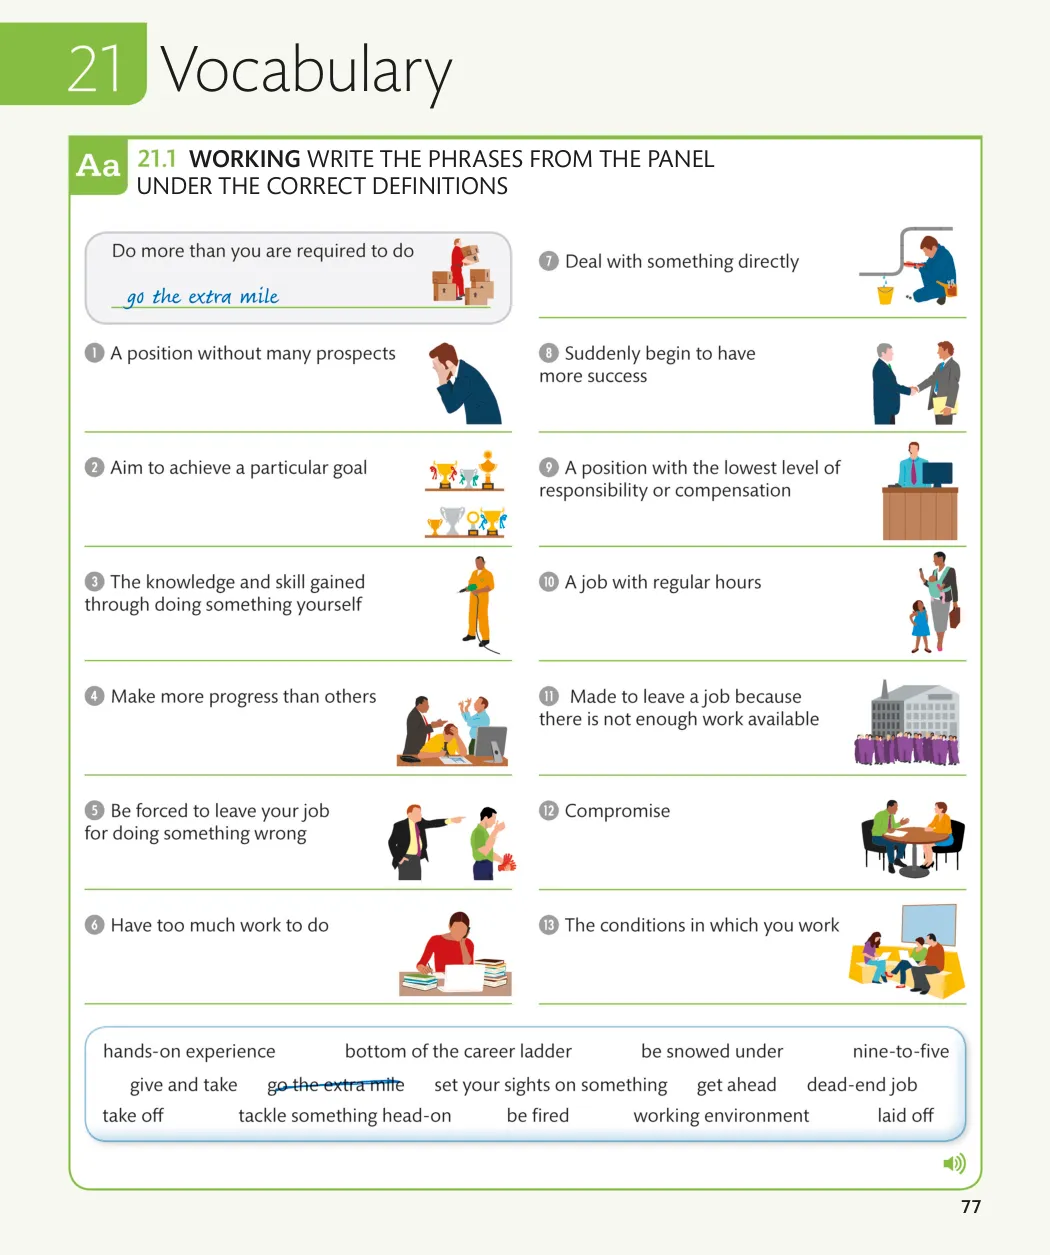 21 Vocabulary
Aa 21.1 WORKING WRITE THE PHRASES FROM THE PANEL
UNDER THE CORRECT DEFINITIONS
Do more than you are required to do
go the extra mile
1 A position without many prospects
2 Aim to achieve a particular goal
3 The knowledge and skill gained
through doing something yourself
4 Make more progress than others
5 Be forced to leave your job
for doing something wrong
6 Have too much work to do
7 Deal with something directly
8 Suddenly begin to have
more success
9 A position with the lowest level of
responsibility or compensation
10 A job with regular hours
11 Made to leave a job because
there is not enough work available
12 Compromise
13 The conditions in which you work
hands-on experience bottom of the career ladder be snowed under nine-to-five
give and take go the extra mile set your sights on something get ahead dead-end job
take off tackle something head-on be fired working environment laid off
77